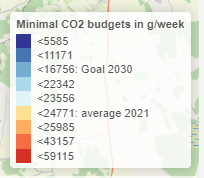 Minimal CO2 budgets in g/week
<5585
<11171
<16756: Goal 2030
<22342
<23556
<24771: average 2021
<25985
<43157
<59115